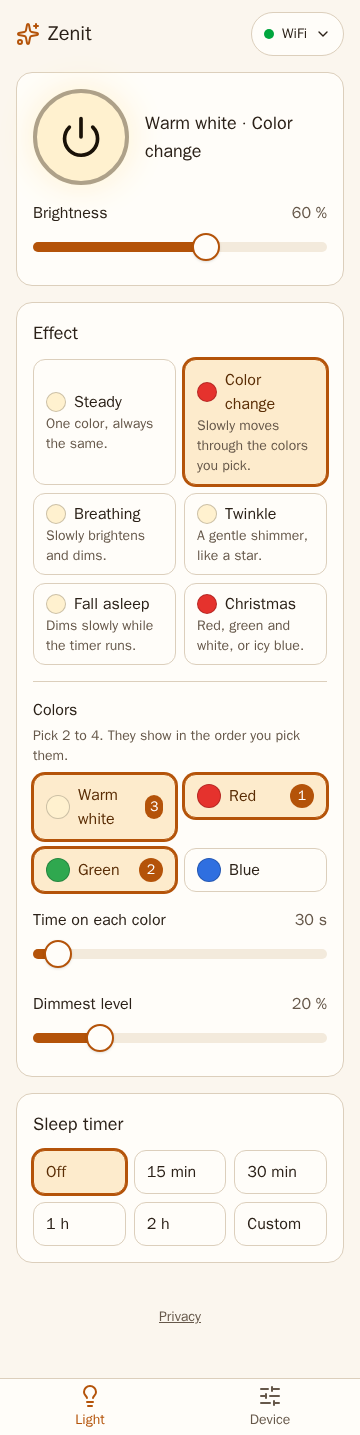 Zenit
WiFi
Warm white · Color
change
Brightness
60 %
Effect
Steady
One color, always
the same.
Color
change
Slowly moves
through the colors
you pick.
Breathing
Slowly brightens
and dims.
Twinkle
A gentle shimmer,
like a star.
Fall asleep
Dims slowly while
the timer runs.
Christmas
Red, green and
white, or icy blue.
Colors
Pick 2 to 4. They show in the order you pick
them.
Warm
white
3
Red
1
Green
2
Blue
Time on each color
30 s
Dimmest level
20 %
Sleep timer
Off
15 min
30 min
1 h
2 h
Custom
Privacy
Light
Device